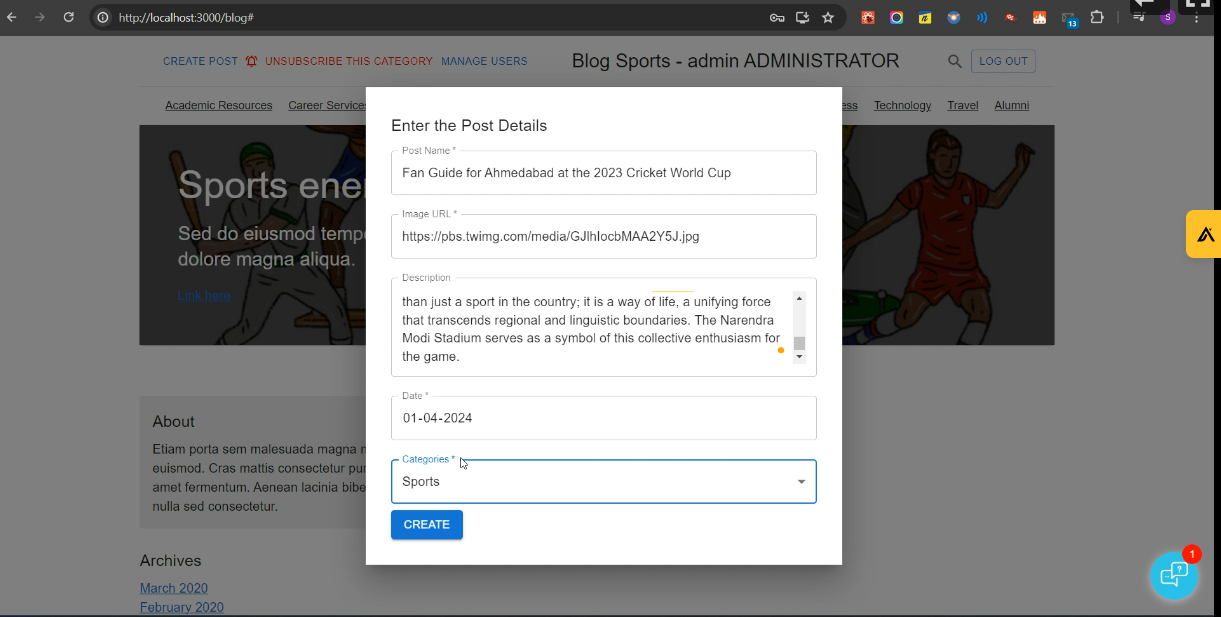 http://localhost:3000/blog#
13
S
CREATE POST UNSUBSCRIBE THIS CATEGORY MANAGE USERS Blog Sports - admin ADMINISTRATOR LOG OUT
Academic Resources Career Services ess Technology Travel Alumni
Sports ene
Sed do eiusmod temp
dolore magna aliqua.
Link here
Enter the Post Details
Post Name *
Fan Guide for Ahmedabad at the 2023 Cricket World Cup
Image URL *
https://pbs.twimg.com/media/GJlhIocbMAA2Y5J.jpg
Description
than just a sport in the country; it is a way of life, a unifying force
that transcends regional and linguistic boundaries. The Narendra
Modi Stadium serves as a symbol of this collective enthusiasm for
the game.
Date *
01-04-2024
Categories *
Sports
CREATE
About
Etiam porta sem malesuada magna m
euismod. Cras mattis consectetur pur
amet fermentum. Aenean lacinia bibe
nulla sed consectetur.
Archives
March 2020
February 2020
1